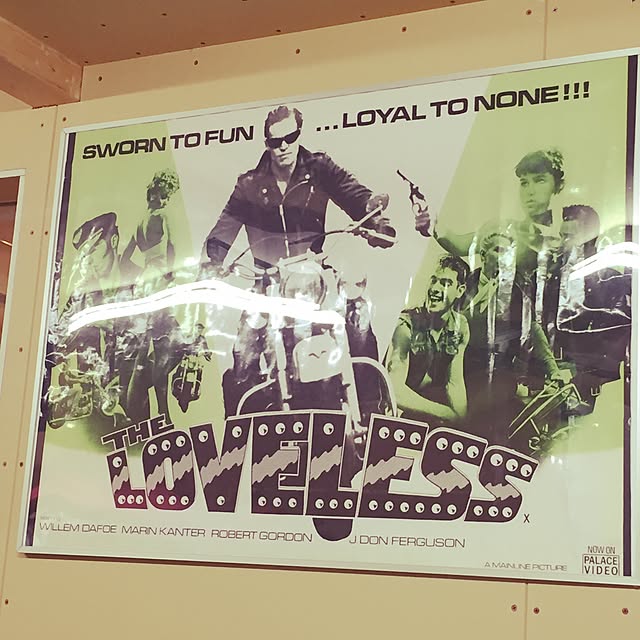 SWORN TO FUN ...LOYAL TO NONE!!!
THE
LOVELESS
X
WILLEM DAFOE MARIN KANTER ROBERT GORDON J DON FERGUSON
A MAINLINE PICTURE
NOW ON
PALACE
VIDEO